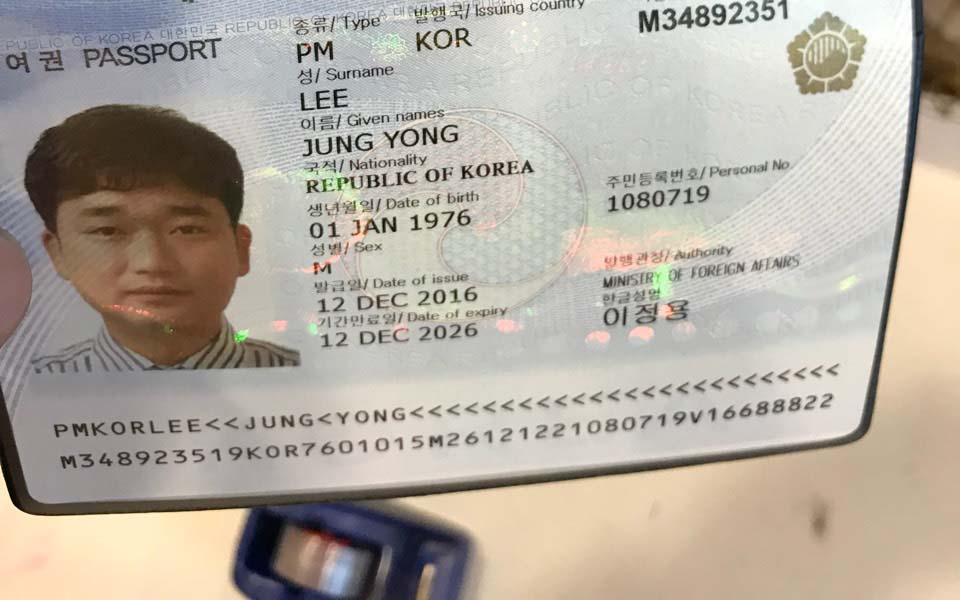 PUBLIC OF KOREA 대한민국 REPUBLIC OF KOREA 대한민국
여권 PASSPORT
종류/ Type 발행국/ Issuing country
PM KOR M34892351
성/ Surname
LEE
이름/ Given names
JUNG YONG
국적/ Nationality
REPUBLIC OF KOREA
생년월일/ Date of birth 주민등록번호/ Personal No
01 JAN 1976 1080719
성별/ Sex
M
발급일/ Date of issue 발행관청/ Authority
12 DEC 2016 MINISTRY OF FOREIGN AFFAIRS
기간만료일/ Date of expiry 한글성명
12 DEC 2026 이정용
PMKORLEE<<JUNG<YONG<<<<<<<<<<<<<<<<<<<<<<<<<
M348923519KOR7601015M26121221080719V16688822